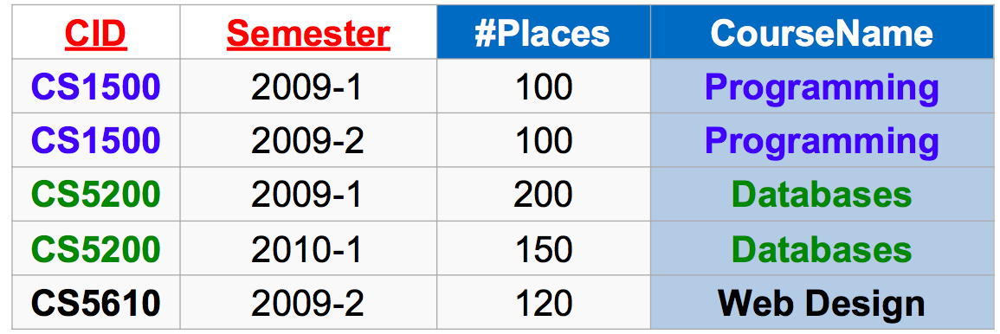 CID Semester #Places CourseName
CS1500 2009-1 100 Programming
CS1500 2009-2 100 Programming
CS5200 2009-1 200 Databases
CS5200 2010-1 150 Databases
CS5610 2009-2 120 Web Design